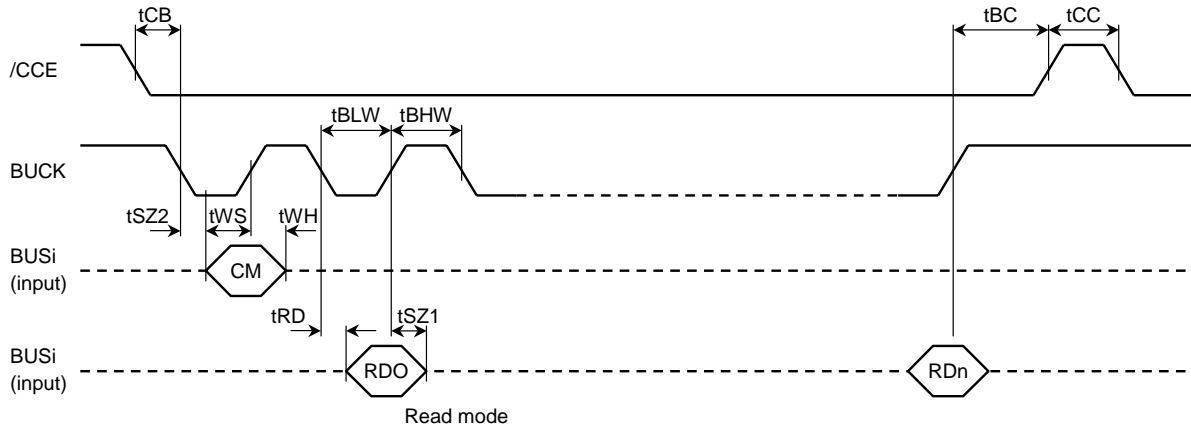 tCB
tBC
tCC
/CCE
tBLW
tBHW
BUCK
tSZ2
tWS
tWH
BUSi
(input)
CM
tRD
tSZ1
BUSi
(input)
RDO
RDn
Read mode